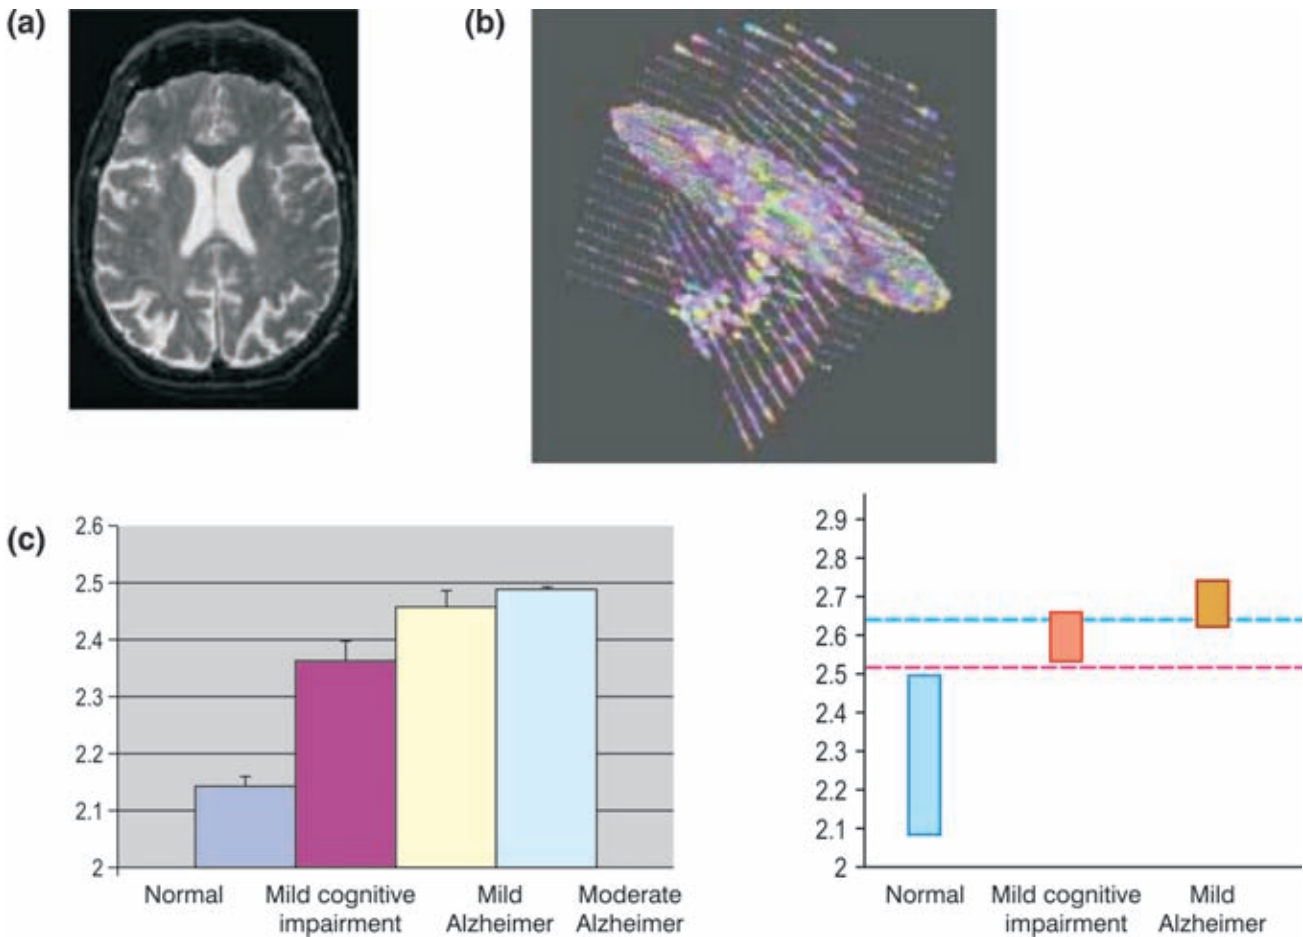 (a)
(b)
(c)
2.6
2.5
2.4
2.3
2.2
2.1
2
Normal
Mild cognitive
impairment
Mild
Alzheimer
Moderate
Alzheimer
2.9
2.8
2.7
2.6
2.5
2.4
2.3
2.2
2.1
2
Normal
Mild cognitive
impairment
Mild
Alzheimer